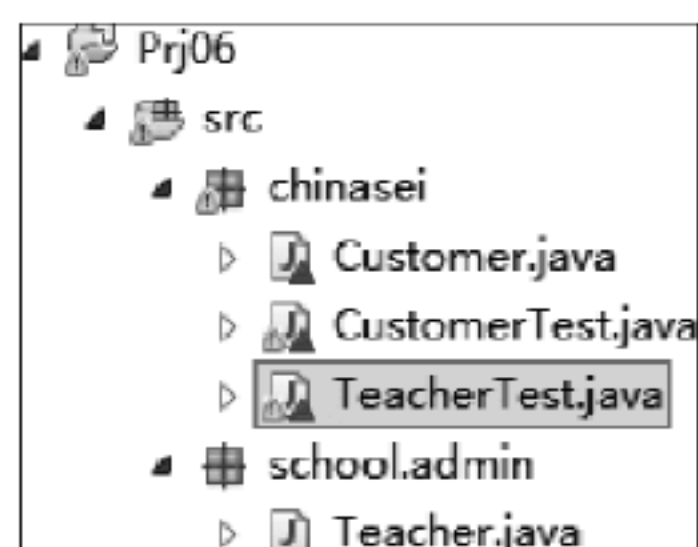 Prj06
src
chinasei
Customer.java
CustomerTest.java
TeacherTest.java
school.admin
Teacher.java